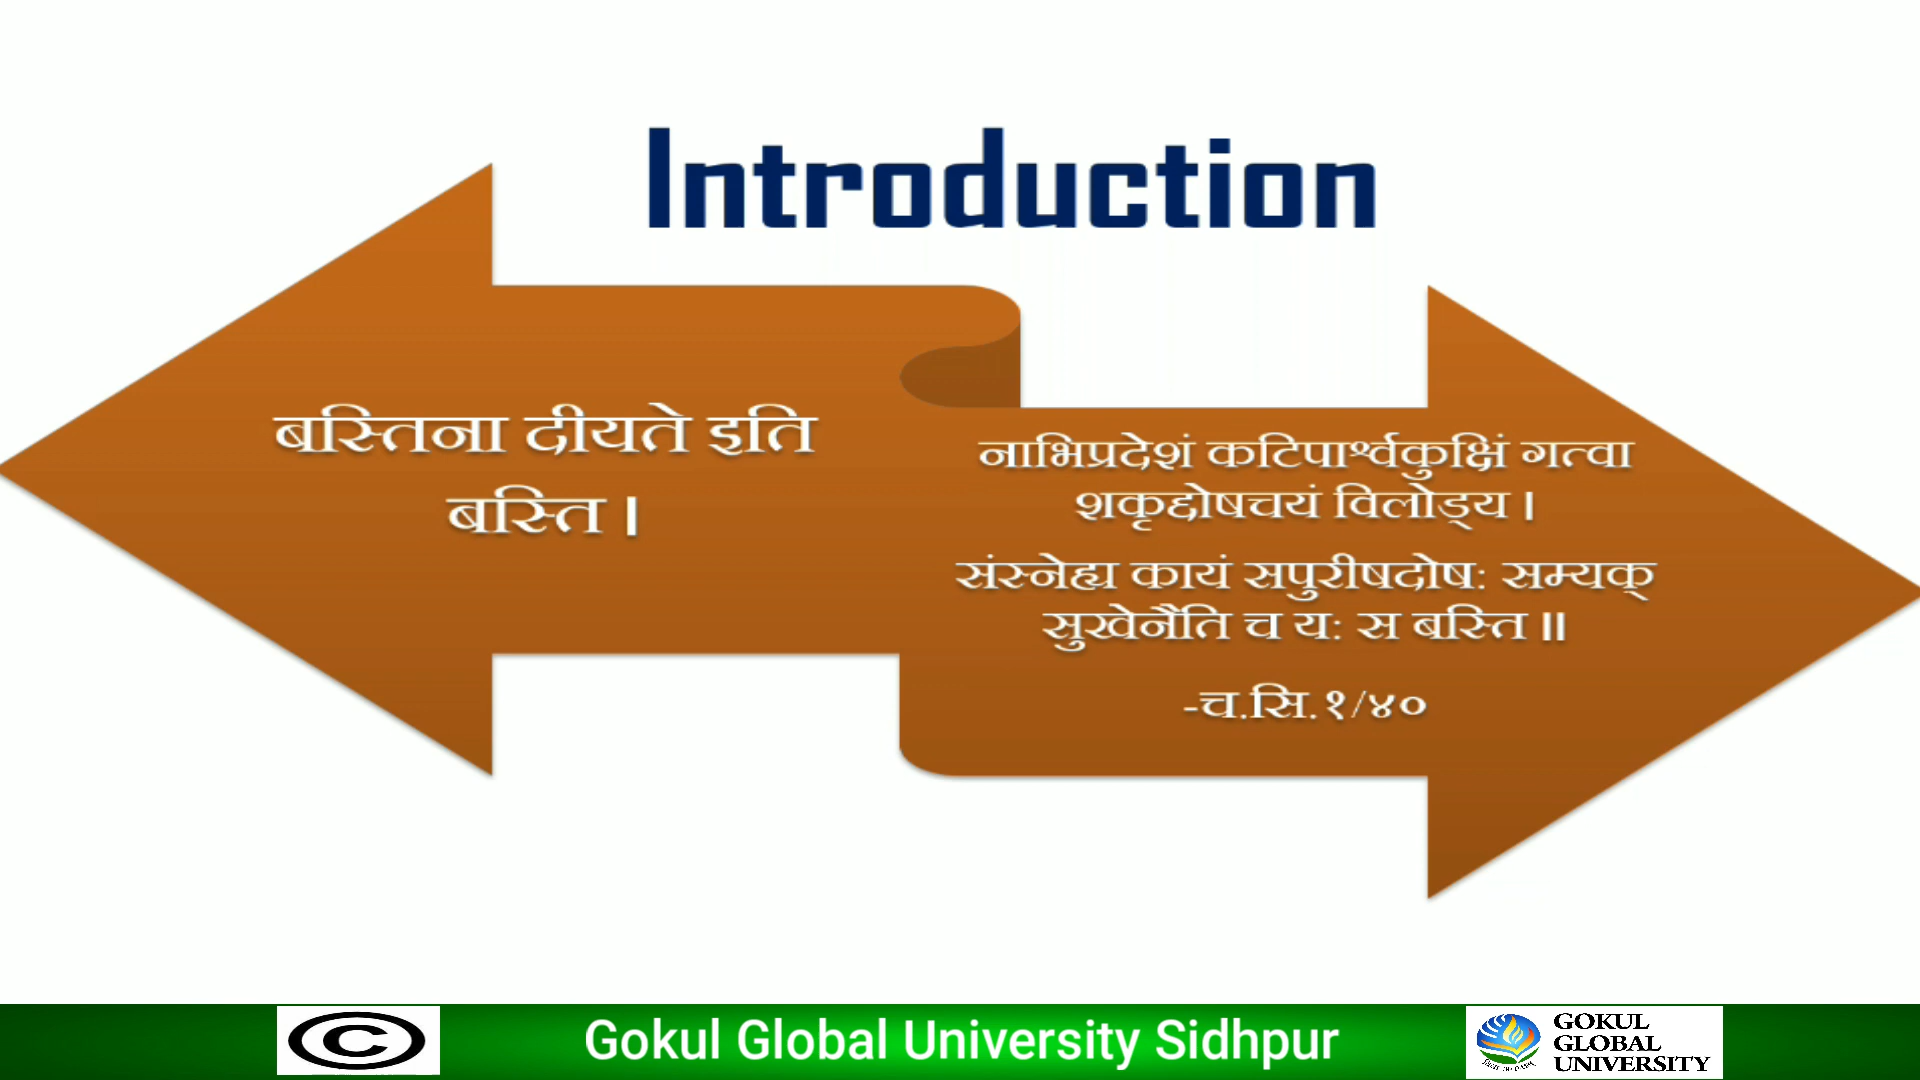 Introduction
बस्तिना दीयते इति
बस्ति ।
नाभिप्रदेशं कटिपार्श्वकुक्षिं गत्वा
शकृद्दोषचयं विलोड्य ।
संस्नेह्य कायं सपुरीषदोषः सम्यक्
सुखेनैति च यः स बस्ति ॥
-च.सि.१/४०
©
Gokul Global University Sidhpur
GOKUL
GLOBAL
UNIVERSITY